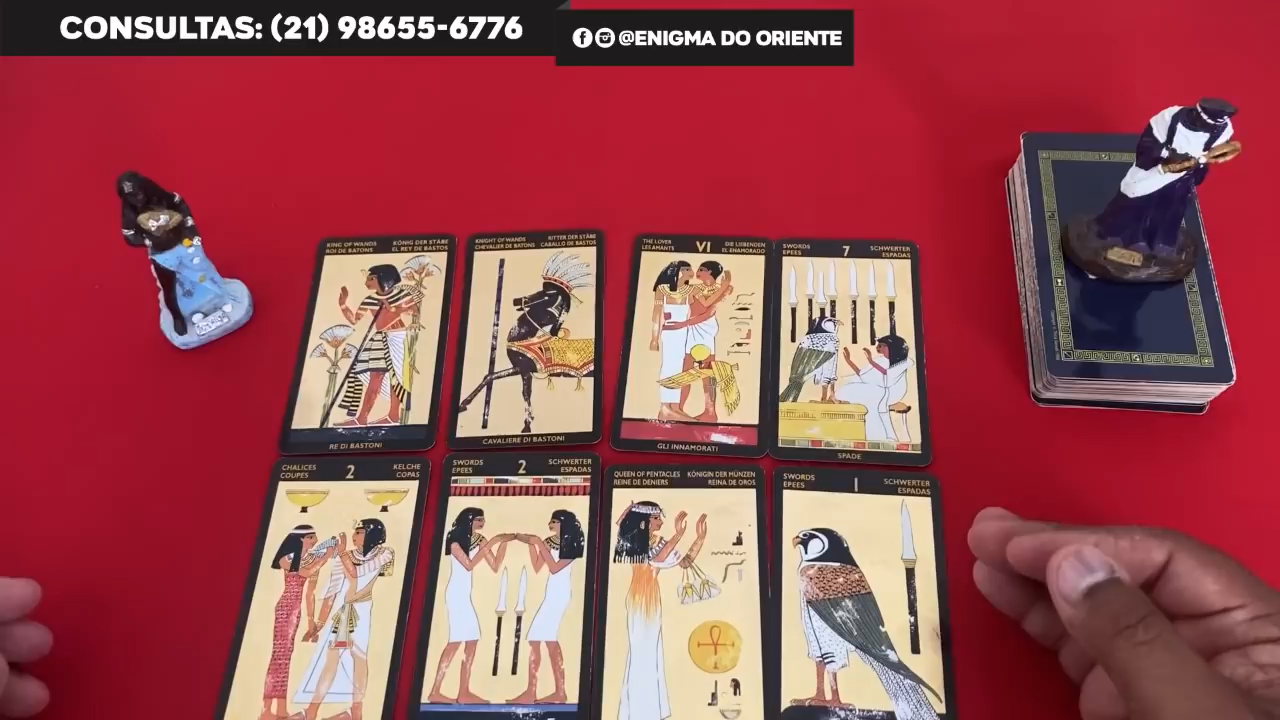 CONSULTAS: (21) 98655-6776
@ENIGMA DO ORIENTE
KING OF WANDS KÖNIG DER STÄBE
ROI DE BATONS EL REY DE BASTOS
RE DI BASTONI
KNIGHT OF WANDS RITTER DER STÄBE
CHEVALIER DE BATONS CABALLO DE BASTOS
CAVALIERE DI BASTONI
THE LOVER VI DIE LIEBENDEN
LES AMANTS EL ENAMORADO
GLI INNAMORATI
SWORDS 7 SCHWERTER
EPEES ESPADAS
SPADE
CHALICES 2 KELCHE
COUPES COPAS
SWORDS 2 SCHWERTER
EPEES ESPADAS
QUEEN OF PENTACLES KÖNIGIN DER MÜNZEN
REINE DE DENIERS REINA DE OROS
SWORDS I SCHWERTER
EPEES ESPADAS